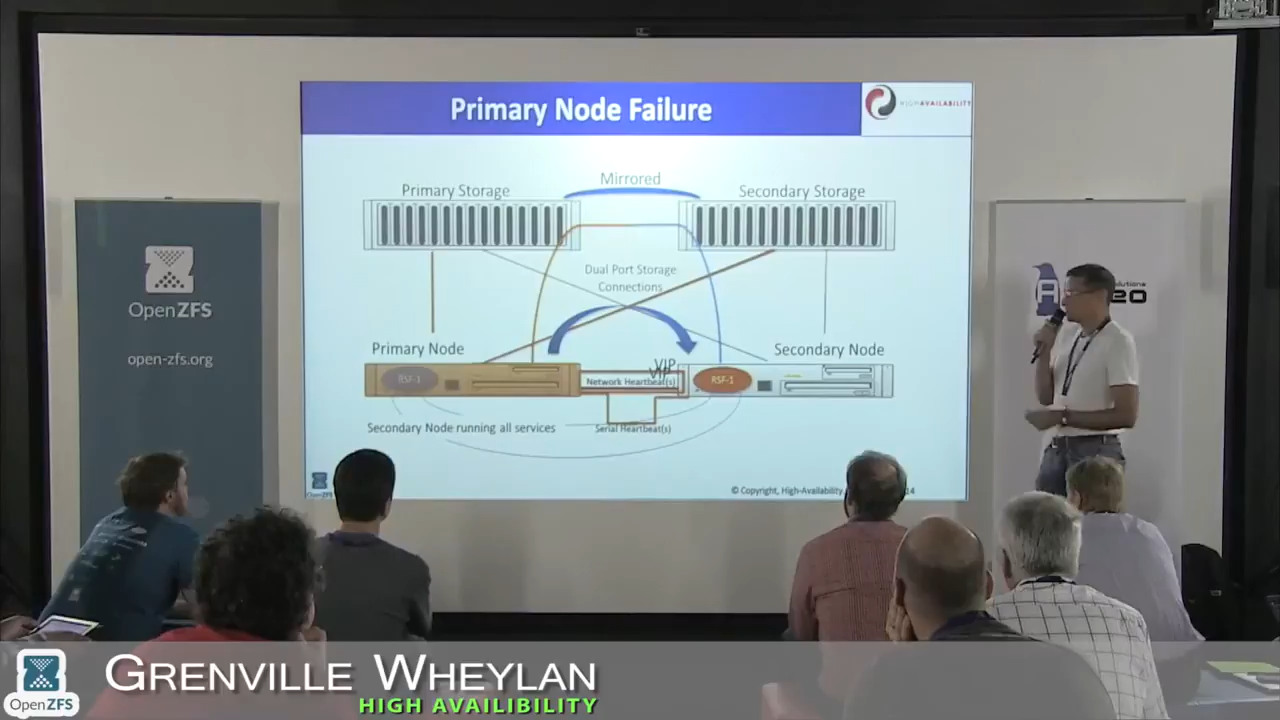 Primary Node Failure
HIGH AVAILABILITY
Mirrored
Primary Storage
Secondary Storage
Dual Port Storage
Connections
Primary Node
Secondary Node
VIP
RSF-1
Network Heartbeat(s)
RSF-1
Secondary Node running all services
Serial Heartbeat(s)
© Copyright, High-Availability
14
OpenZFS
open-zfs.org
GRENVILLE WHEYLAN
HIGH AVAILIBILITY
OpenZFS